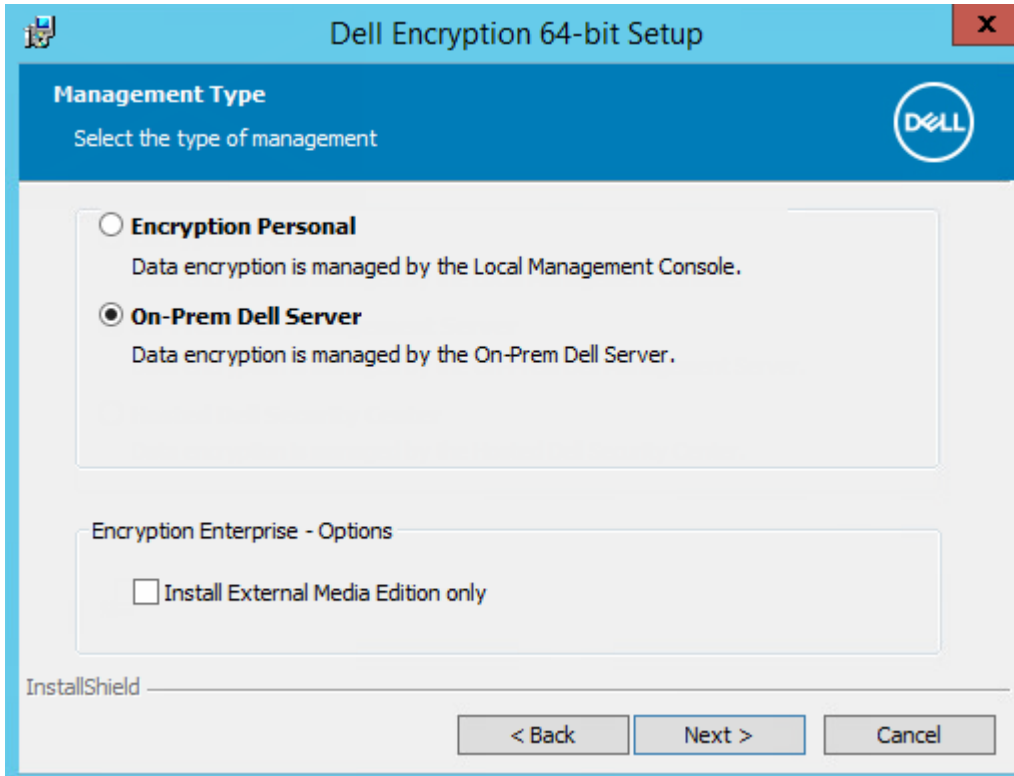 Dell Encryption 64-bit Setup
X
Management Type
Select the type of management
DELL
Encryption Personal
Data encryption is managed by the Local Management Console.
On-Prem Dell Server
Data encryption is managed by the On-Prem Dell Server.
Encryption Enterprise - Options
Install External Media Edition only
InstallShield
< Back
Next >
Cancel